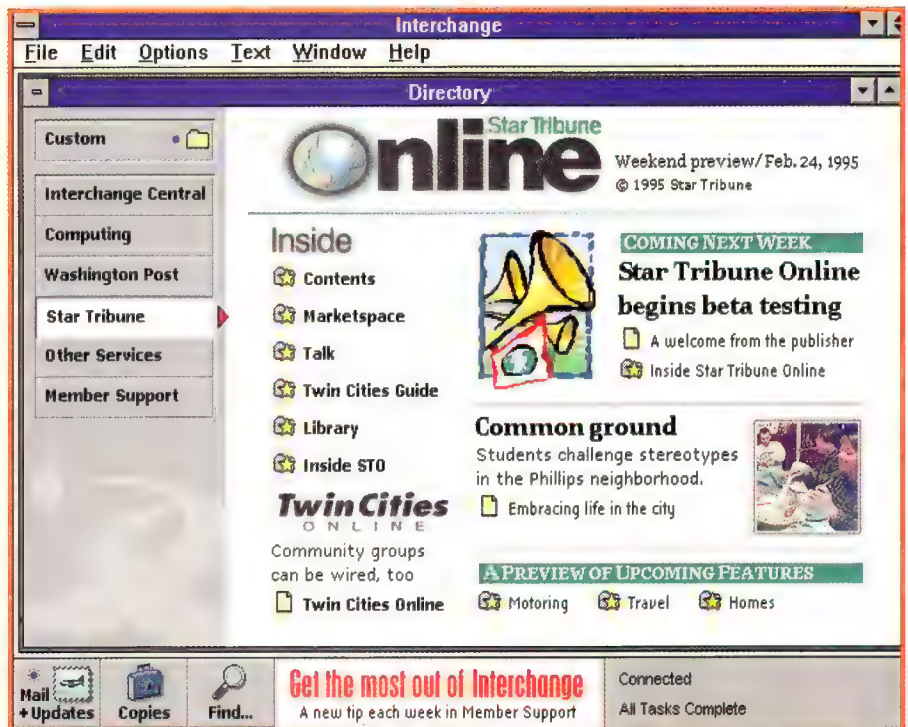 Interchange
File Edit Options Text Window Help
Directory
Custom
Interchange Central
Computing
Washington Post
Star Tribune
Other Services
Member Support
Star Tribune
Online
Weekend preview/Feb. 24, 1995
© 1995 Star Tribune
Inside
Contents
Marketspace
Talk
Twin Cities Guide
Library
Inside STO
Twin Cities
ONLINE
Community groups
can be wired, too
Twin Cities Online
COMING NEXT WEEK
Star Tribune Online
begins beta testing
A welcome from the publisher
Inside Star Tribune Online
Common ground
Students challenge stereotypes
in the Phillips neighborhood.
Embracing life in the city
A PREVIEW OF UPCOMING FEATURES
Motoring Travel Homes
Mail
+Updates
Copies
Find...
Get the most out of Interchange
A new tip each week in Member Support
Connected
All Tasks Complete